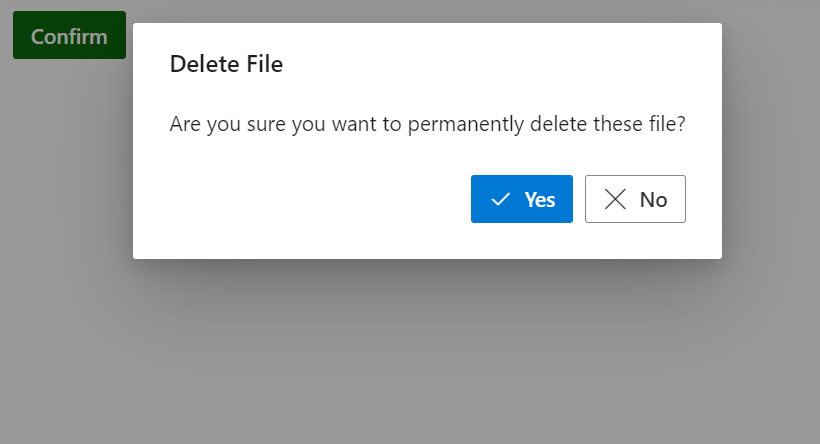 Confirm
Delete File
Are you sure you want to permanently delete these file?
Yes No